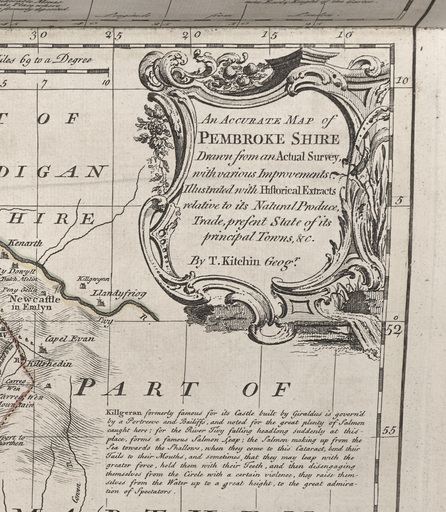 iles 69 to a Degree
30
25
20
15
10
10
7
10
T OF
DIGAN
HIRE
An ACCURATE MAP of
PEMBROKE SHIRE
Drawn from an Actual Survey,
with various Improvements:
Illustrated with Historical Extracts
relative to its Natural Produce,
Trade, present State of its
principal Towns, &c.
By T. Kitchin Geogr.
5
0
52
55
Kenarth
Killgwynn
Llandyfriog
Newcastle
in Emlyn
Tivy R
Capel Evan
Killrhedin
PART OF
Killgeran formerly famous for its Castle built by Giraldus is govern'd
by a Portreeve and Bailiffs, and noted for the great plenty of Salmon
caught here; for the River Tivy falling headlong suddenly at this
place, forms a famous Salmon Leap; the Salmon making up from the
Sea towards the Shallows, when they come to this Cataract, bend their
Tails to their Mouths, and sometimes, that they may leap with the
greater force, hold them with their Teeth, and then disengaging
themselves from the Circle with a certain violence, they raise them-
selves from the Water up to a great height, to the great admira-
tion of Spectators.